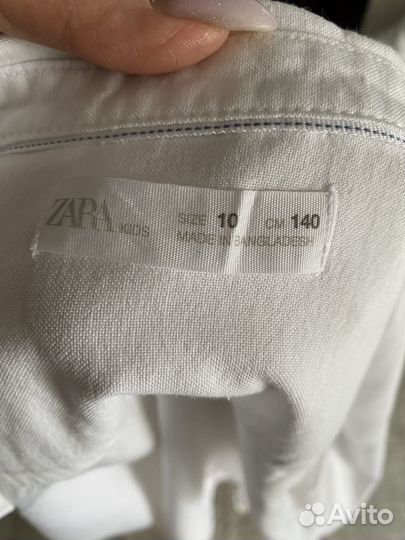 ZARA KIDS SIZE 10 CM 140
MADE IN BANGLADESH
Avito